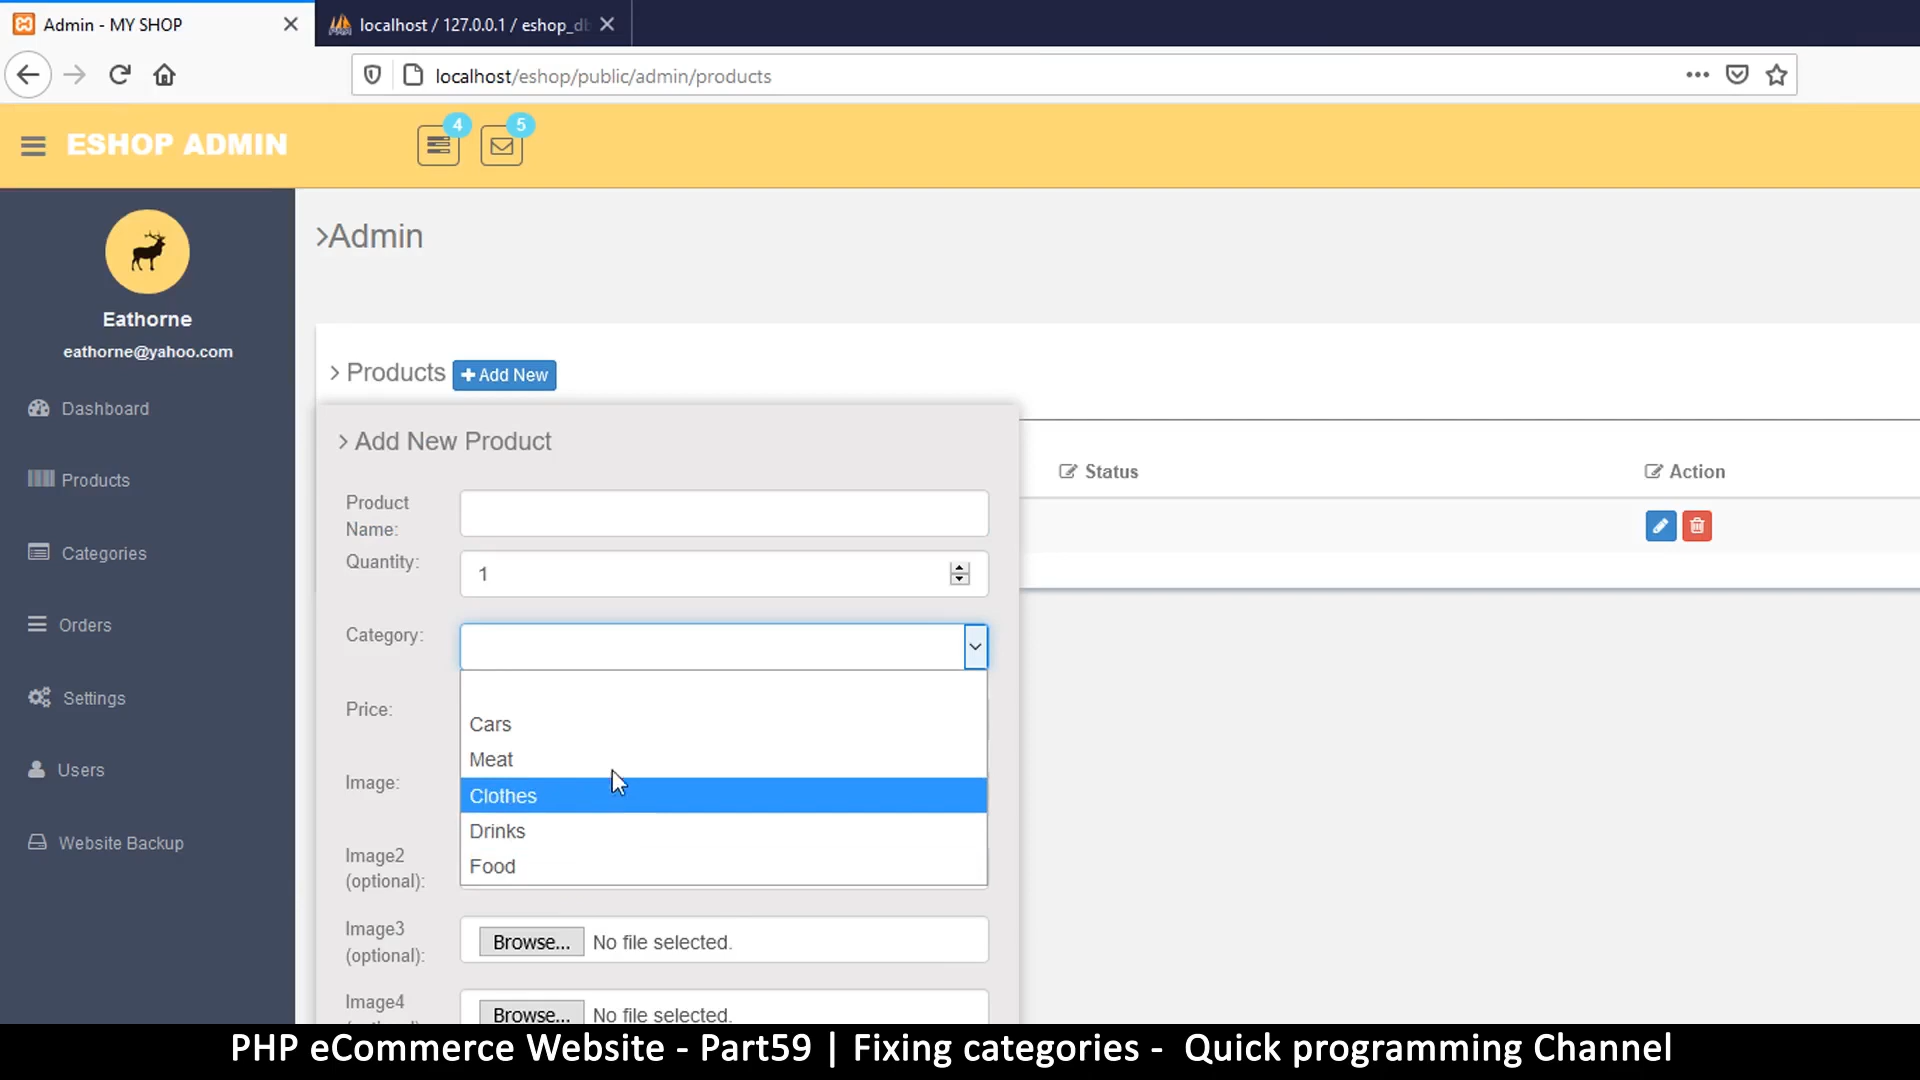 Admin - MY SHOP
localhost / 127.0.0.1 / eshop_db
localhost/eshop/public/admin/products
ESHOP ADMIN
4
5
Eathorne
eathorne@yahoo.com
Dashboard
Products
Categories
Orders
Settings
Users
Website Backup
>Admin
> Products
+ Add New
> Add New Product
Status
Action
Product
Name:
Quantity:
1
Category:
Cars
Meat
Clothes
Drinks
Food
Price:
Image:
Image2
(optional):
Image3
(optional):
Browse... No file selected.
Image4
Browse... No file selected.
PHP eCommerce Website - Part59 | Fixing categories - Quick programming Channel